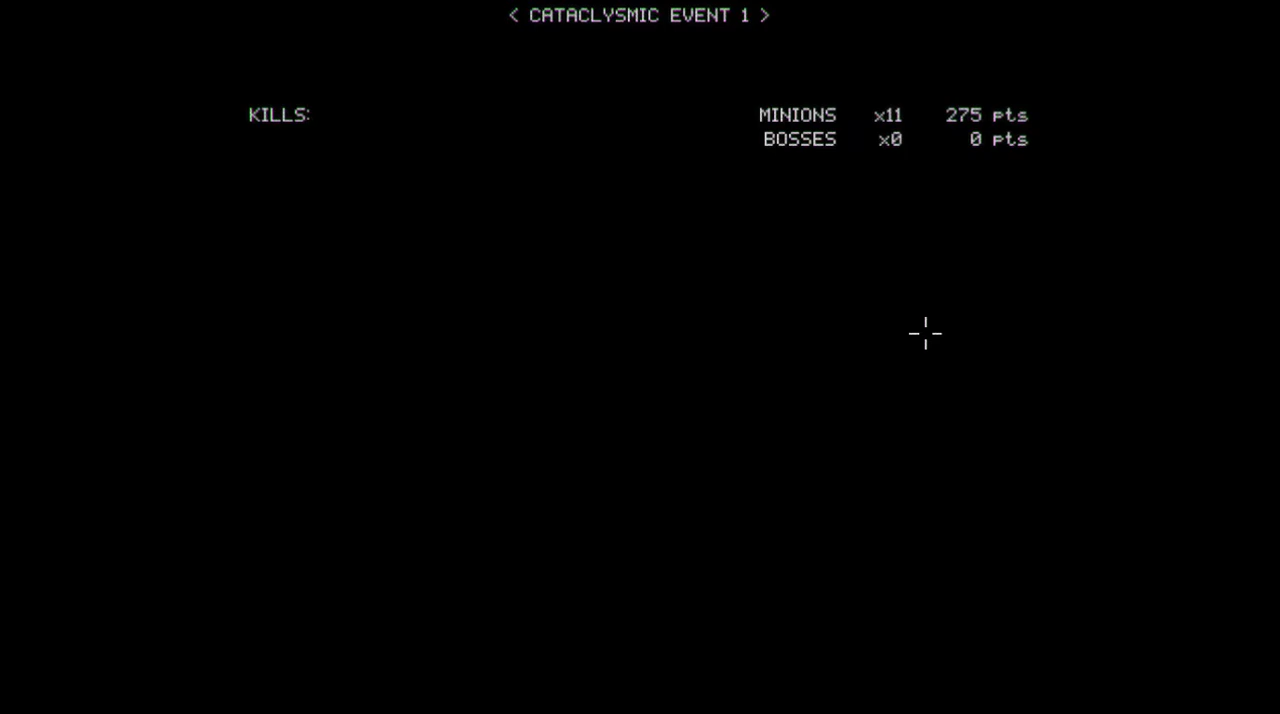 < CATACLYSMIC EVENT 1 >
KILLS: MINIONS x11 275 pts
BOSSES x0 0 pts